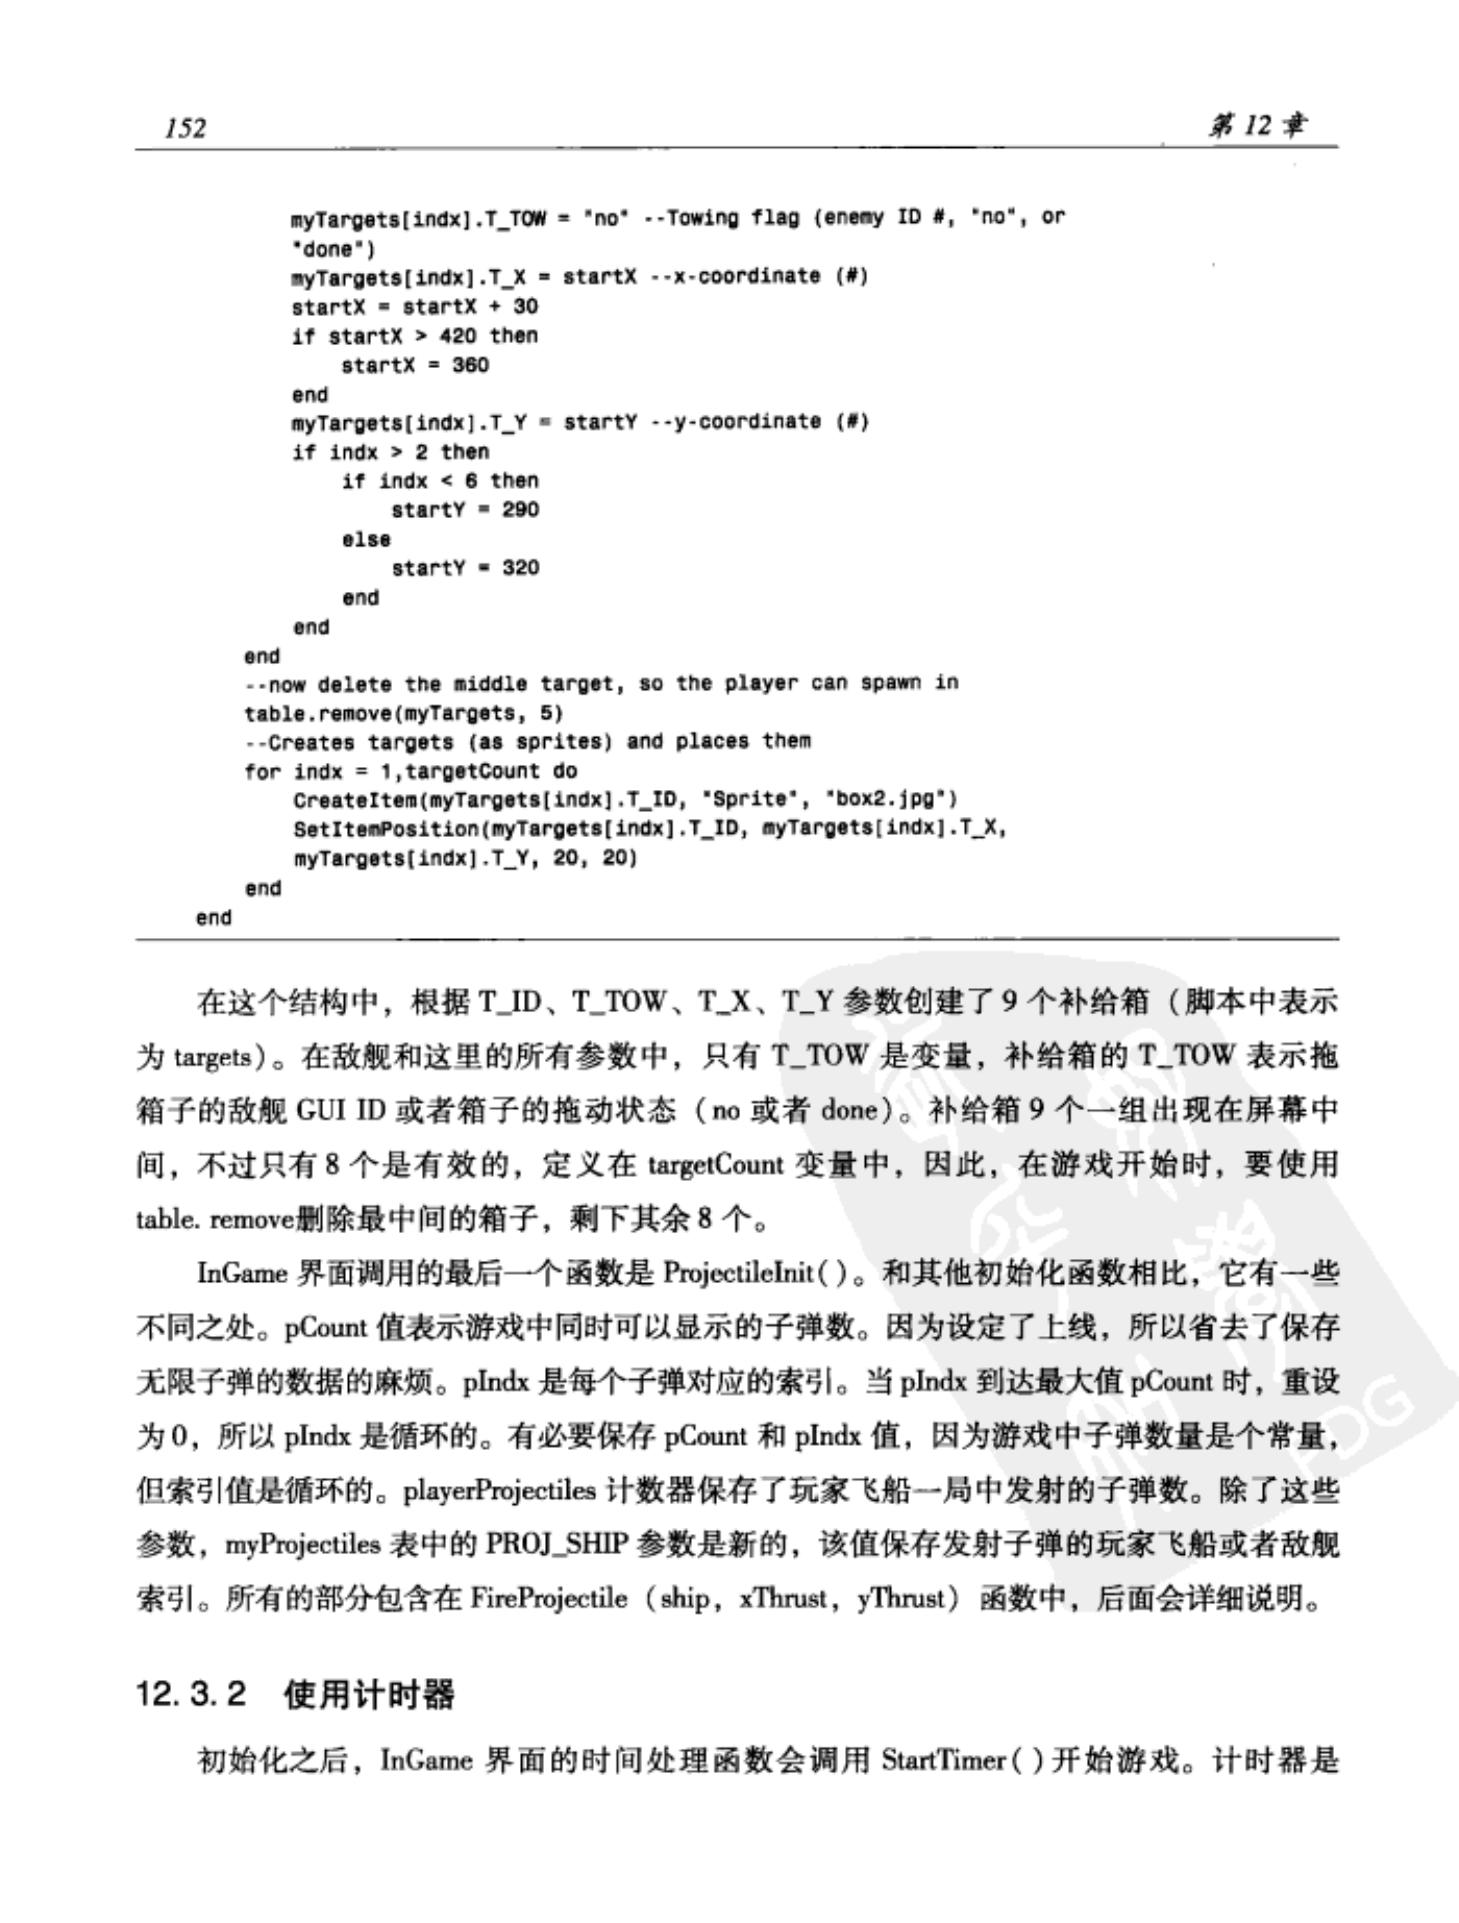 152 第 12 章
myTargets[indx].T_TOW = "no" --Towing flag (enemy ID #, "no", or
"done")
myTargets[indx].T_X = startX --x-coordinate (#)
startX = startX + 30
if startX > 420 then
startX = 360
end
myTargets[indx].T_Y = startY --y-coordinate (#)
if indx > 2 then
if indx < 6 then
startY = 290
else
startY = 320
end
end
end
--now delete the middle target, so the player can spawn in
table.remove(myTargets, 5)
--Creates targets (as sprites) and places them
for indx = 1,targetCount do
CreateItem(myTargets[indx].T_ID, "Sprite", "box2.jpg")
SetItemPosition(myTargets[indx].T_ID, myTargets[indx].T_X,
myTargets[indx].T_Y, 20, 20)
end
end
在这个结构中，根据 T_ID、T_TOW、T_X、T_Y 参数创建了 9 个补给箱（脚本中表示
为 targets）。在敌舰和这里的所有参数中，只有 T_TOW 是变量，补给箱的 T_TOW 表示拖
箱子的敌舰 GUI ID 或者箱子的拖动状态（no 或者 done）。补给箱 9 个一组出现在屏幕中
间，不过只有 8 个是有效的，定义在 targetCount 变量中，因此，在游戏开始时，要使用
table. remove删除最中间的箱子，剩下其余 8 个。
InGame 界面调用的最后一个函数是 ProjectileInit( )。和其他初始化函数相比，它有一些
不同之处。pCount 值表示游戏中同时可以显示的子弹数。因为设定了上线，所以省去了保存
无限子弹的数据的麻烦。pIndx 是每个子弹对应的索引。当 pIndx 到达最大值 pCount 时，重设
为 0，所以 pIndx 是循环的。有必要保存 pCount 和 pIndx 值，因为游戏中子弹数量是个常量，
但索引值是循环的。playerProjectiles 计数器保存了玩家飞船一局中发射的子弹数。除了这些
参数，myProjectiles 表中的 PROJ_SHIP 参数是新的，该值保存发射子弹的玩家飞船或者敌舰
索引。所有的部分包含在 FireProjectile（ship，xThrust，yThrust）函数中，后面会详细说明。
12. 3. 2 使用计时器
初始化之后，InGame 界面的时间处理函数会调用 StartTimer( )开始游戏。计时器是